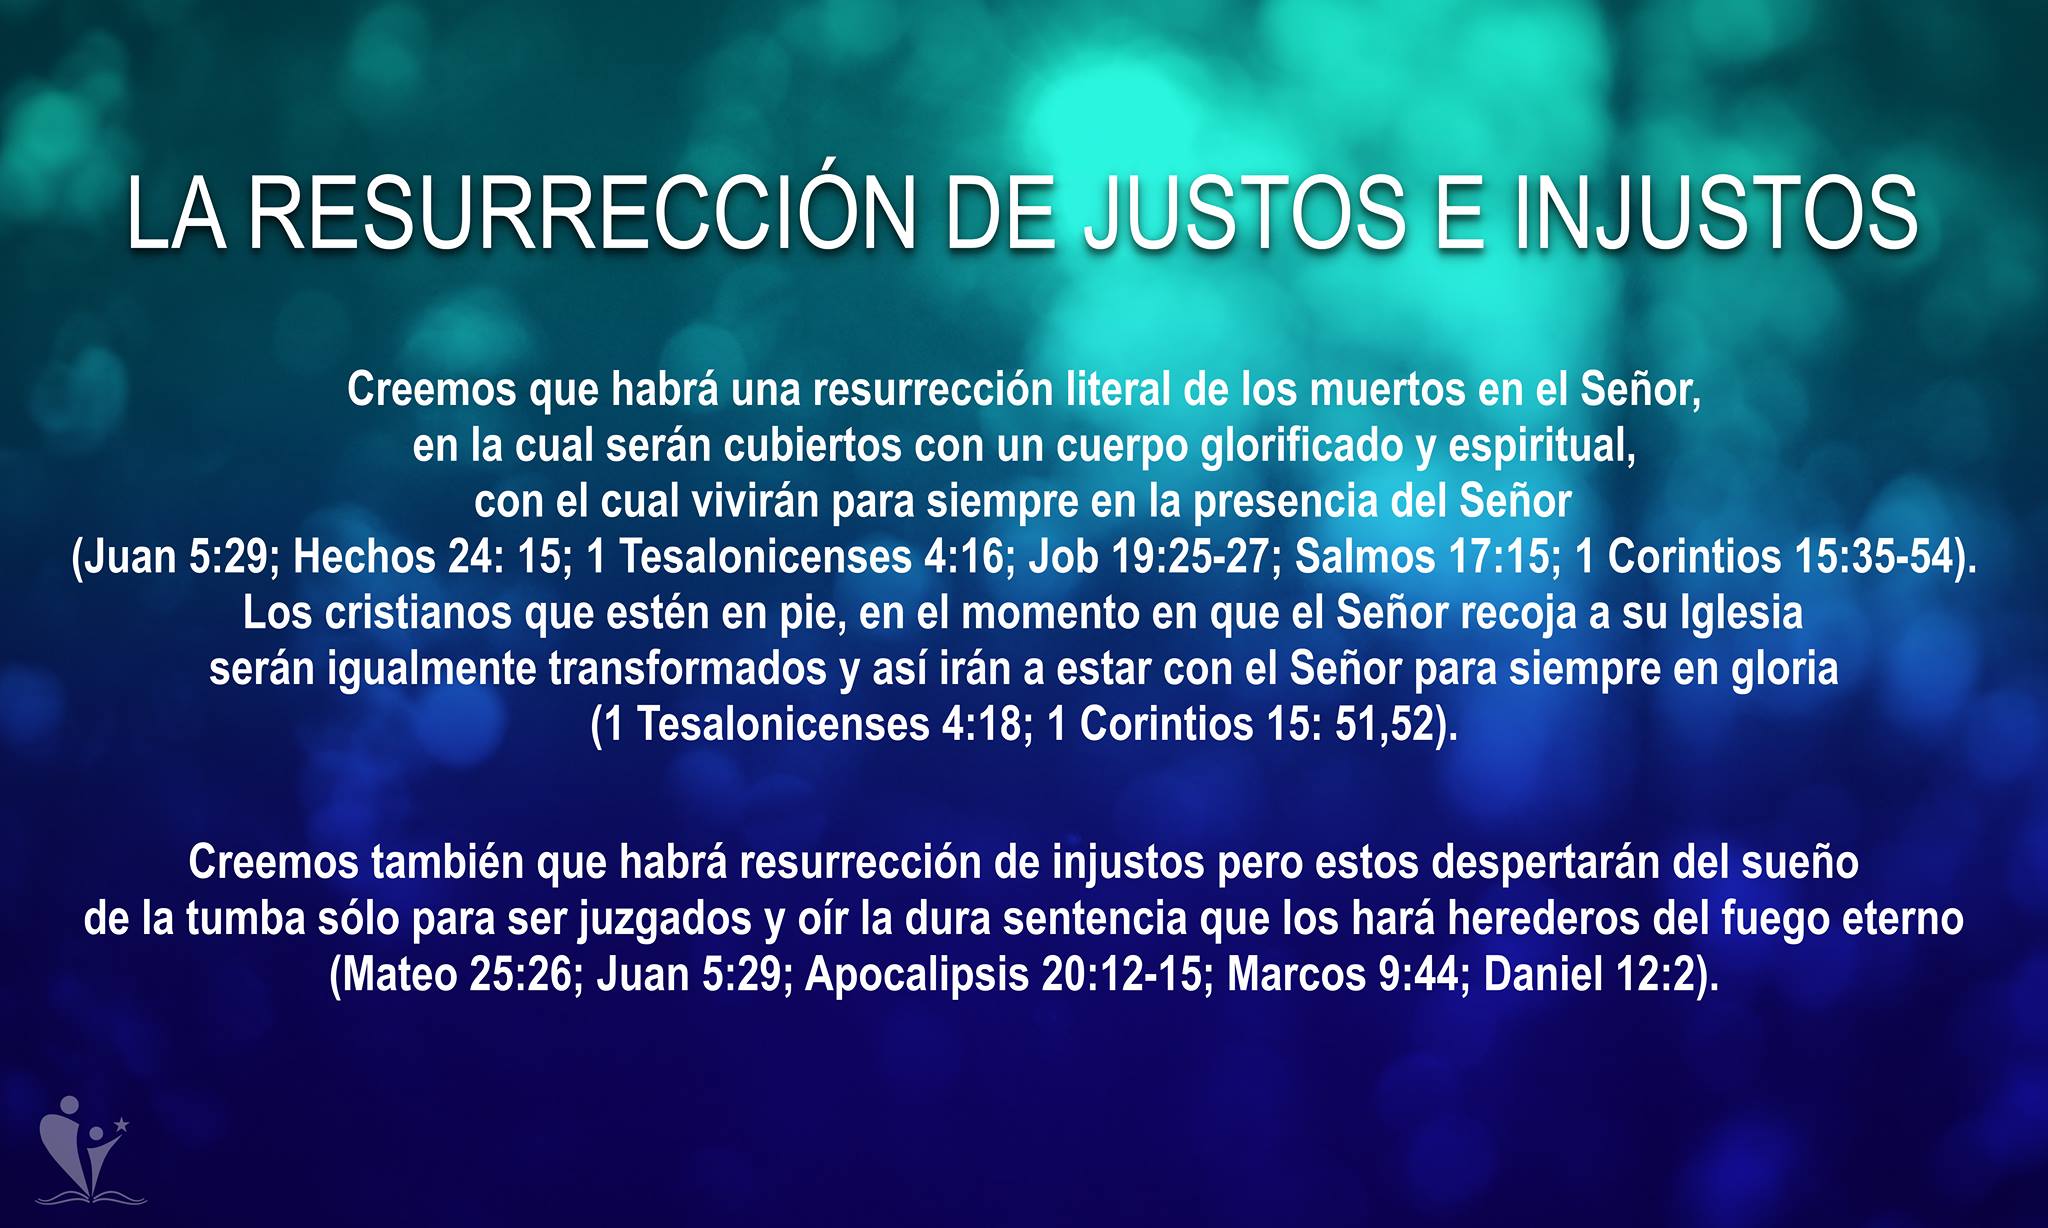 LA RESURRECCIÓN DE JUSTOS E INJUSTOS
Creemos que habrá una resurrección literal de los muertos en el Señor,
en la cual serán cubiertos con un cuerpo glorificado y espiritual,
con el cual vivirán para siempre en la presencia del Señor
(Juan 5:29; Hechos 24: 15; 1 Tesalonicenses 4:16; Job 19:25-27; Salmos 17:15; 1 Corintios 15:35-54).
Los cristianos que estén en pie, en el momento en que el Señor recoja a su Iglesia
serán igualmente transformados y así irán a estar con el Señor para siempre en gloria
(1 Tesalonicenses 4:18; 1 Corintios 15: 51,52).
Creemos también que habrá resurrección de injustos pero estos despertarán del sueño
de la tumba sólo para ser juzgados y oír la dura sentencia que los hará herederos del fuego eterno
(Mateo 25:26; Juan 5:29; Apocalipsis 20:12-15; Marcos 9:44; Daniel 12:2).